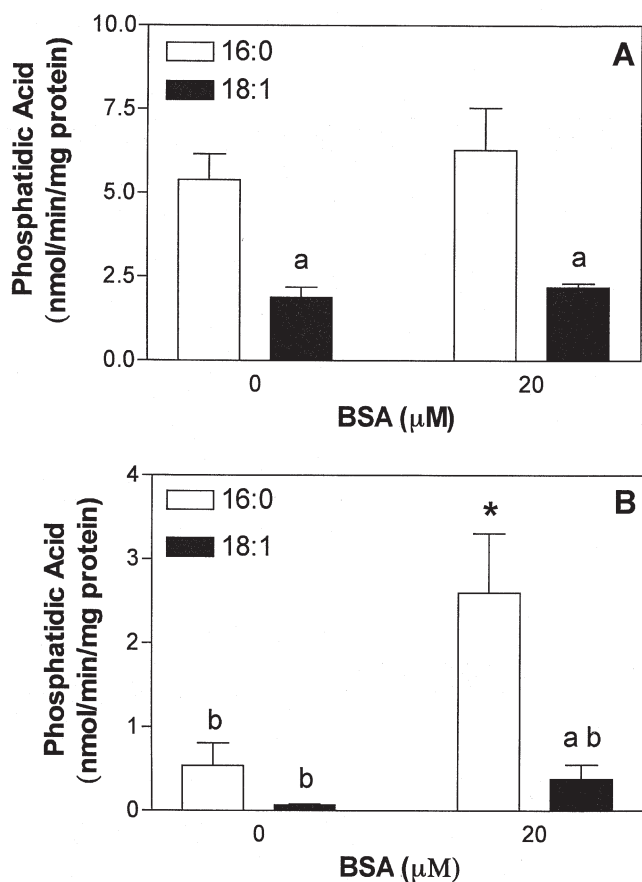 Phosphatidic Acid
(nmol/min/mg protein)
10.0
7.5
5.0
2.5
0.0
16:0
18:1
A
a
a
0
20
BSA (μM)
Phosphatidic Acid
(nmol/min/mg protein)
4
3
2
1
0
16:0
18:1
B
*
b
b
a b
0
20
BSA (μM)